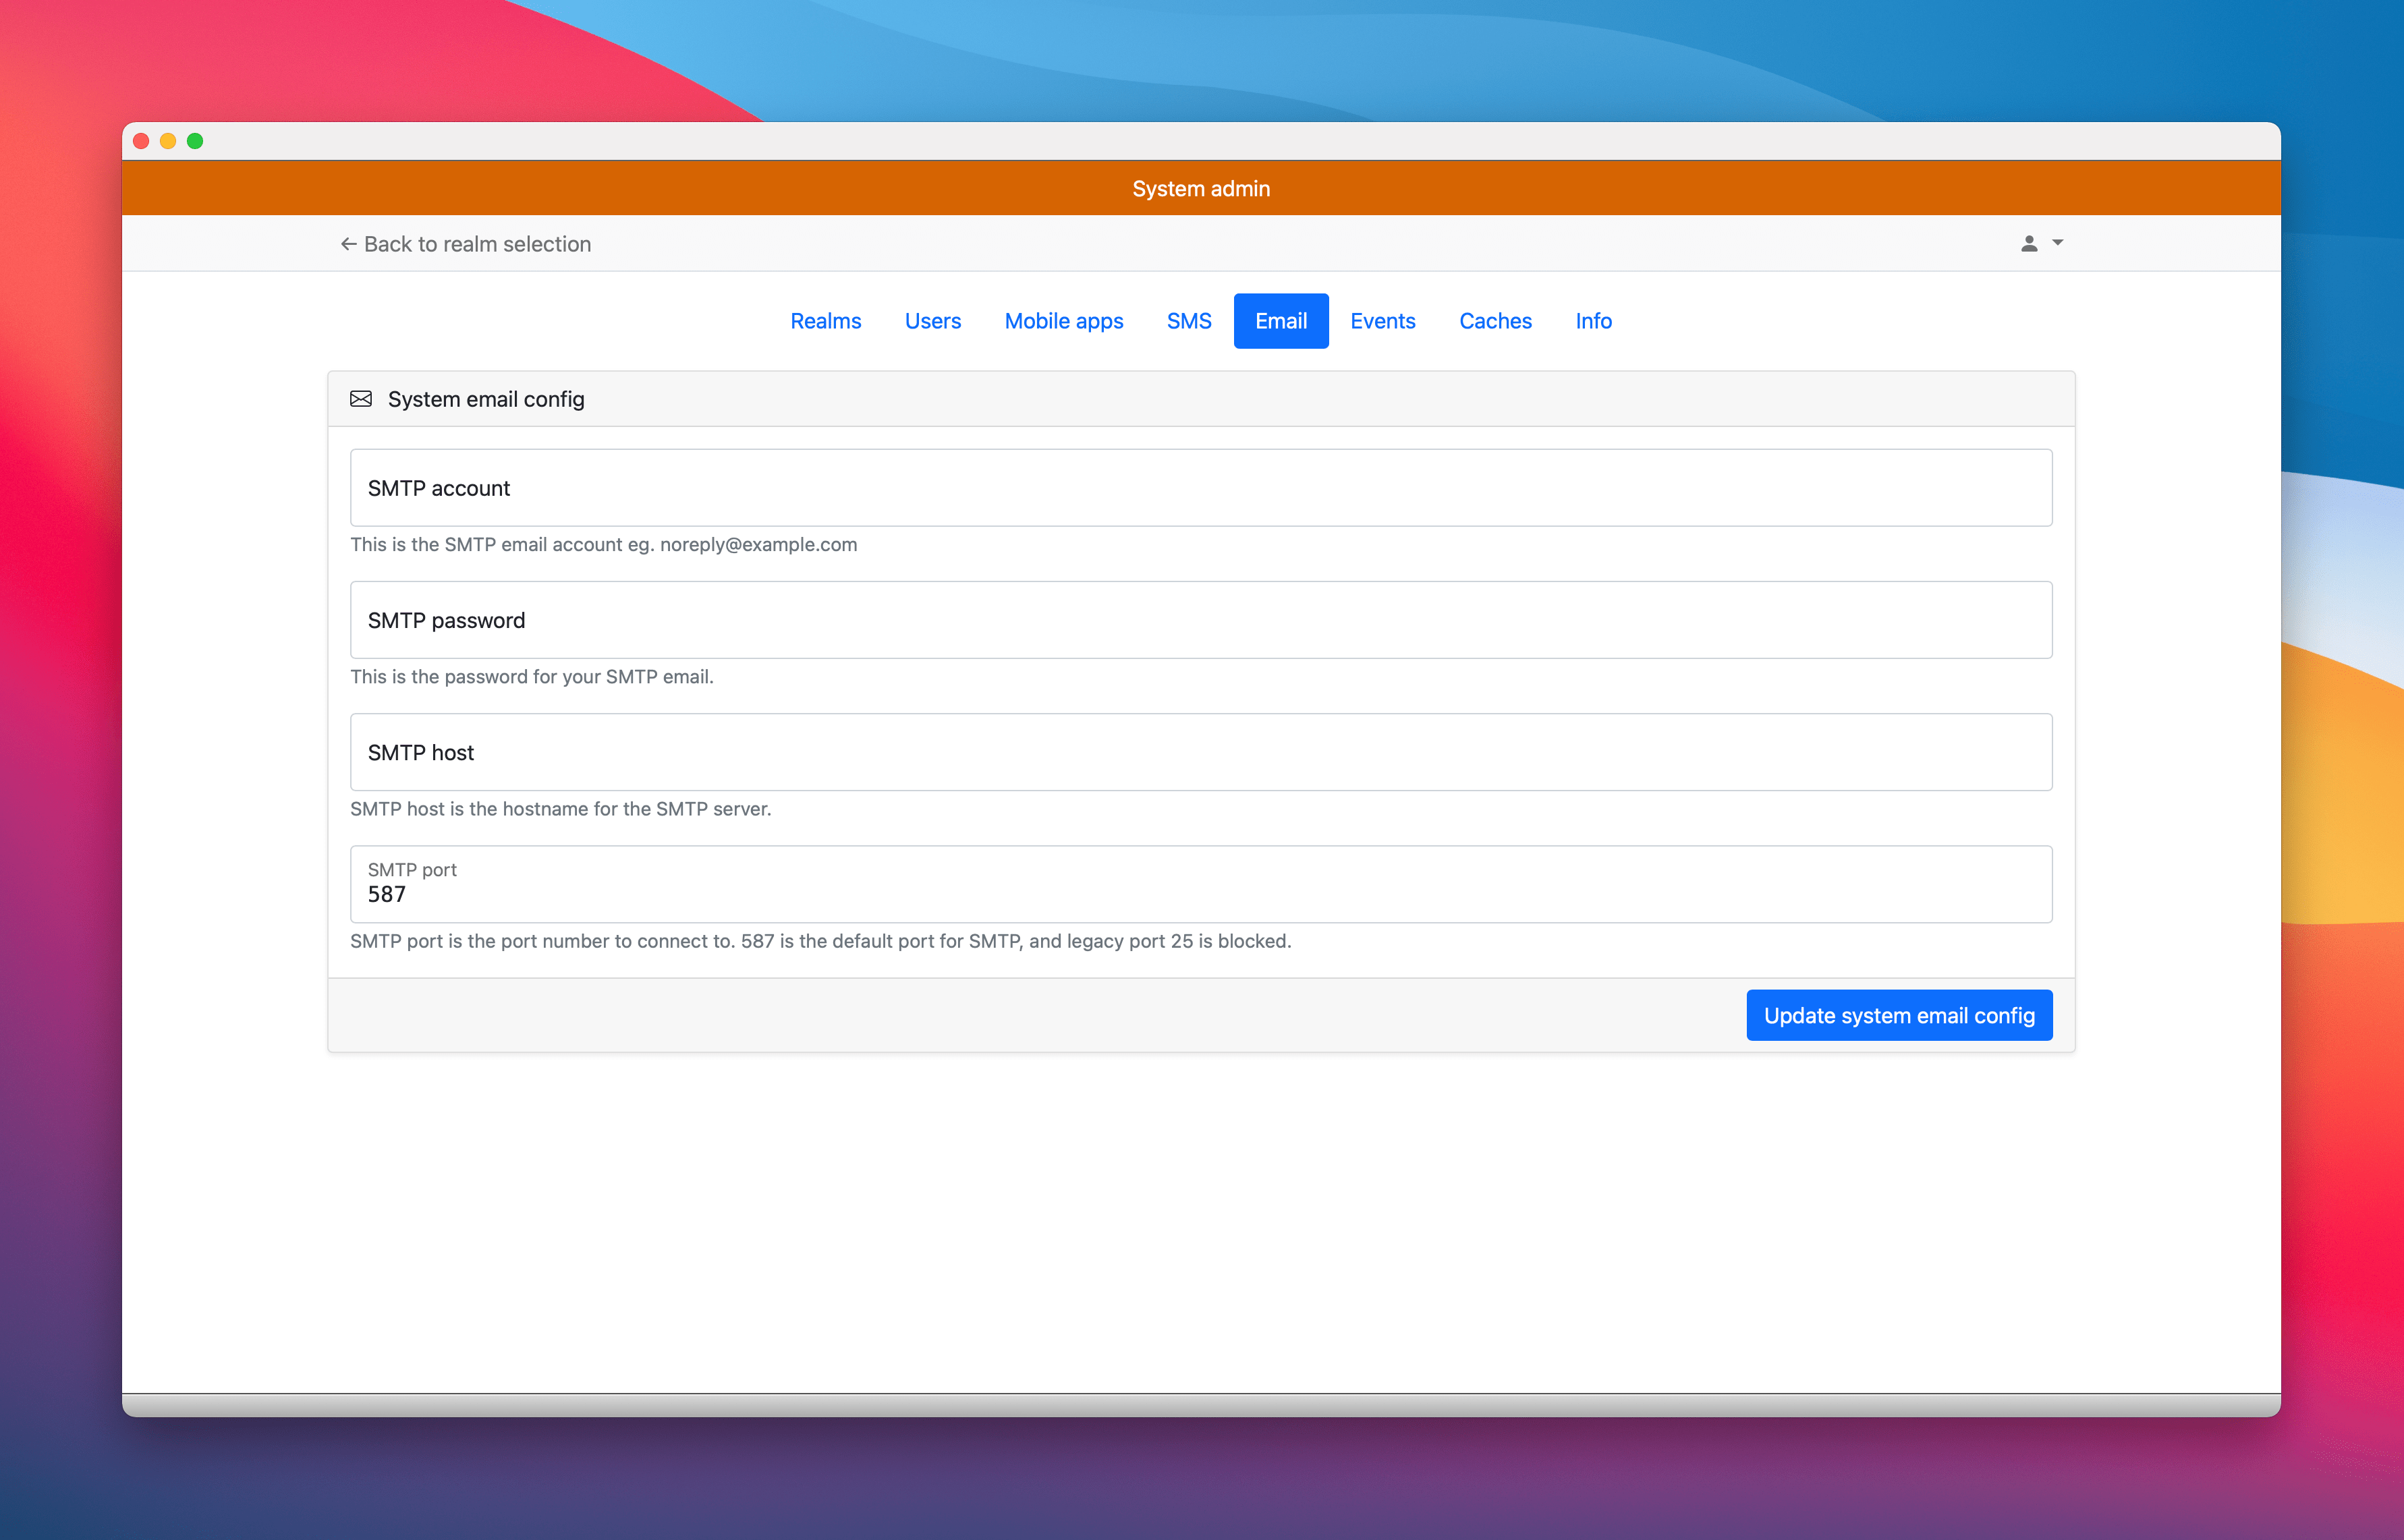 System admin
Back to realm selection
Realms Users Mobile apps SMS Email Events Caches Info
System email config
SMTP account
This is the SMTP email account eg. noreply@example.com
SMTP password
This is the password for your SMTP email.
SMTP host
SMTP host is the hostname for the SMTP server.
SMTP port
587
SMTP port is the port number to connect to. 587 is the default port for SMTP, and legacy port 25 is blocked.
Update system email config